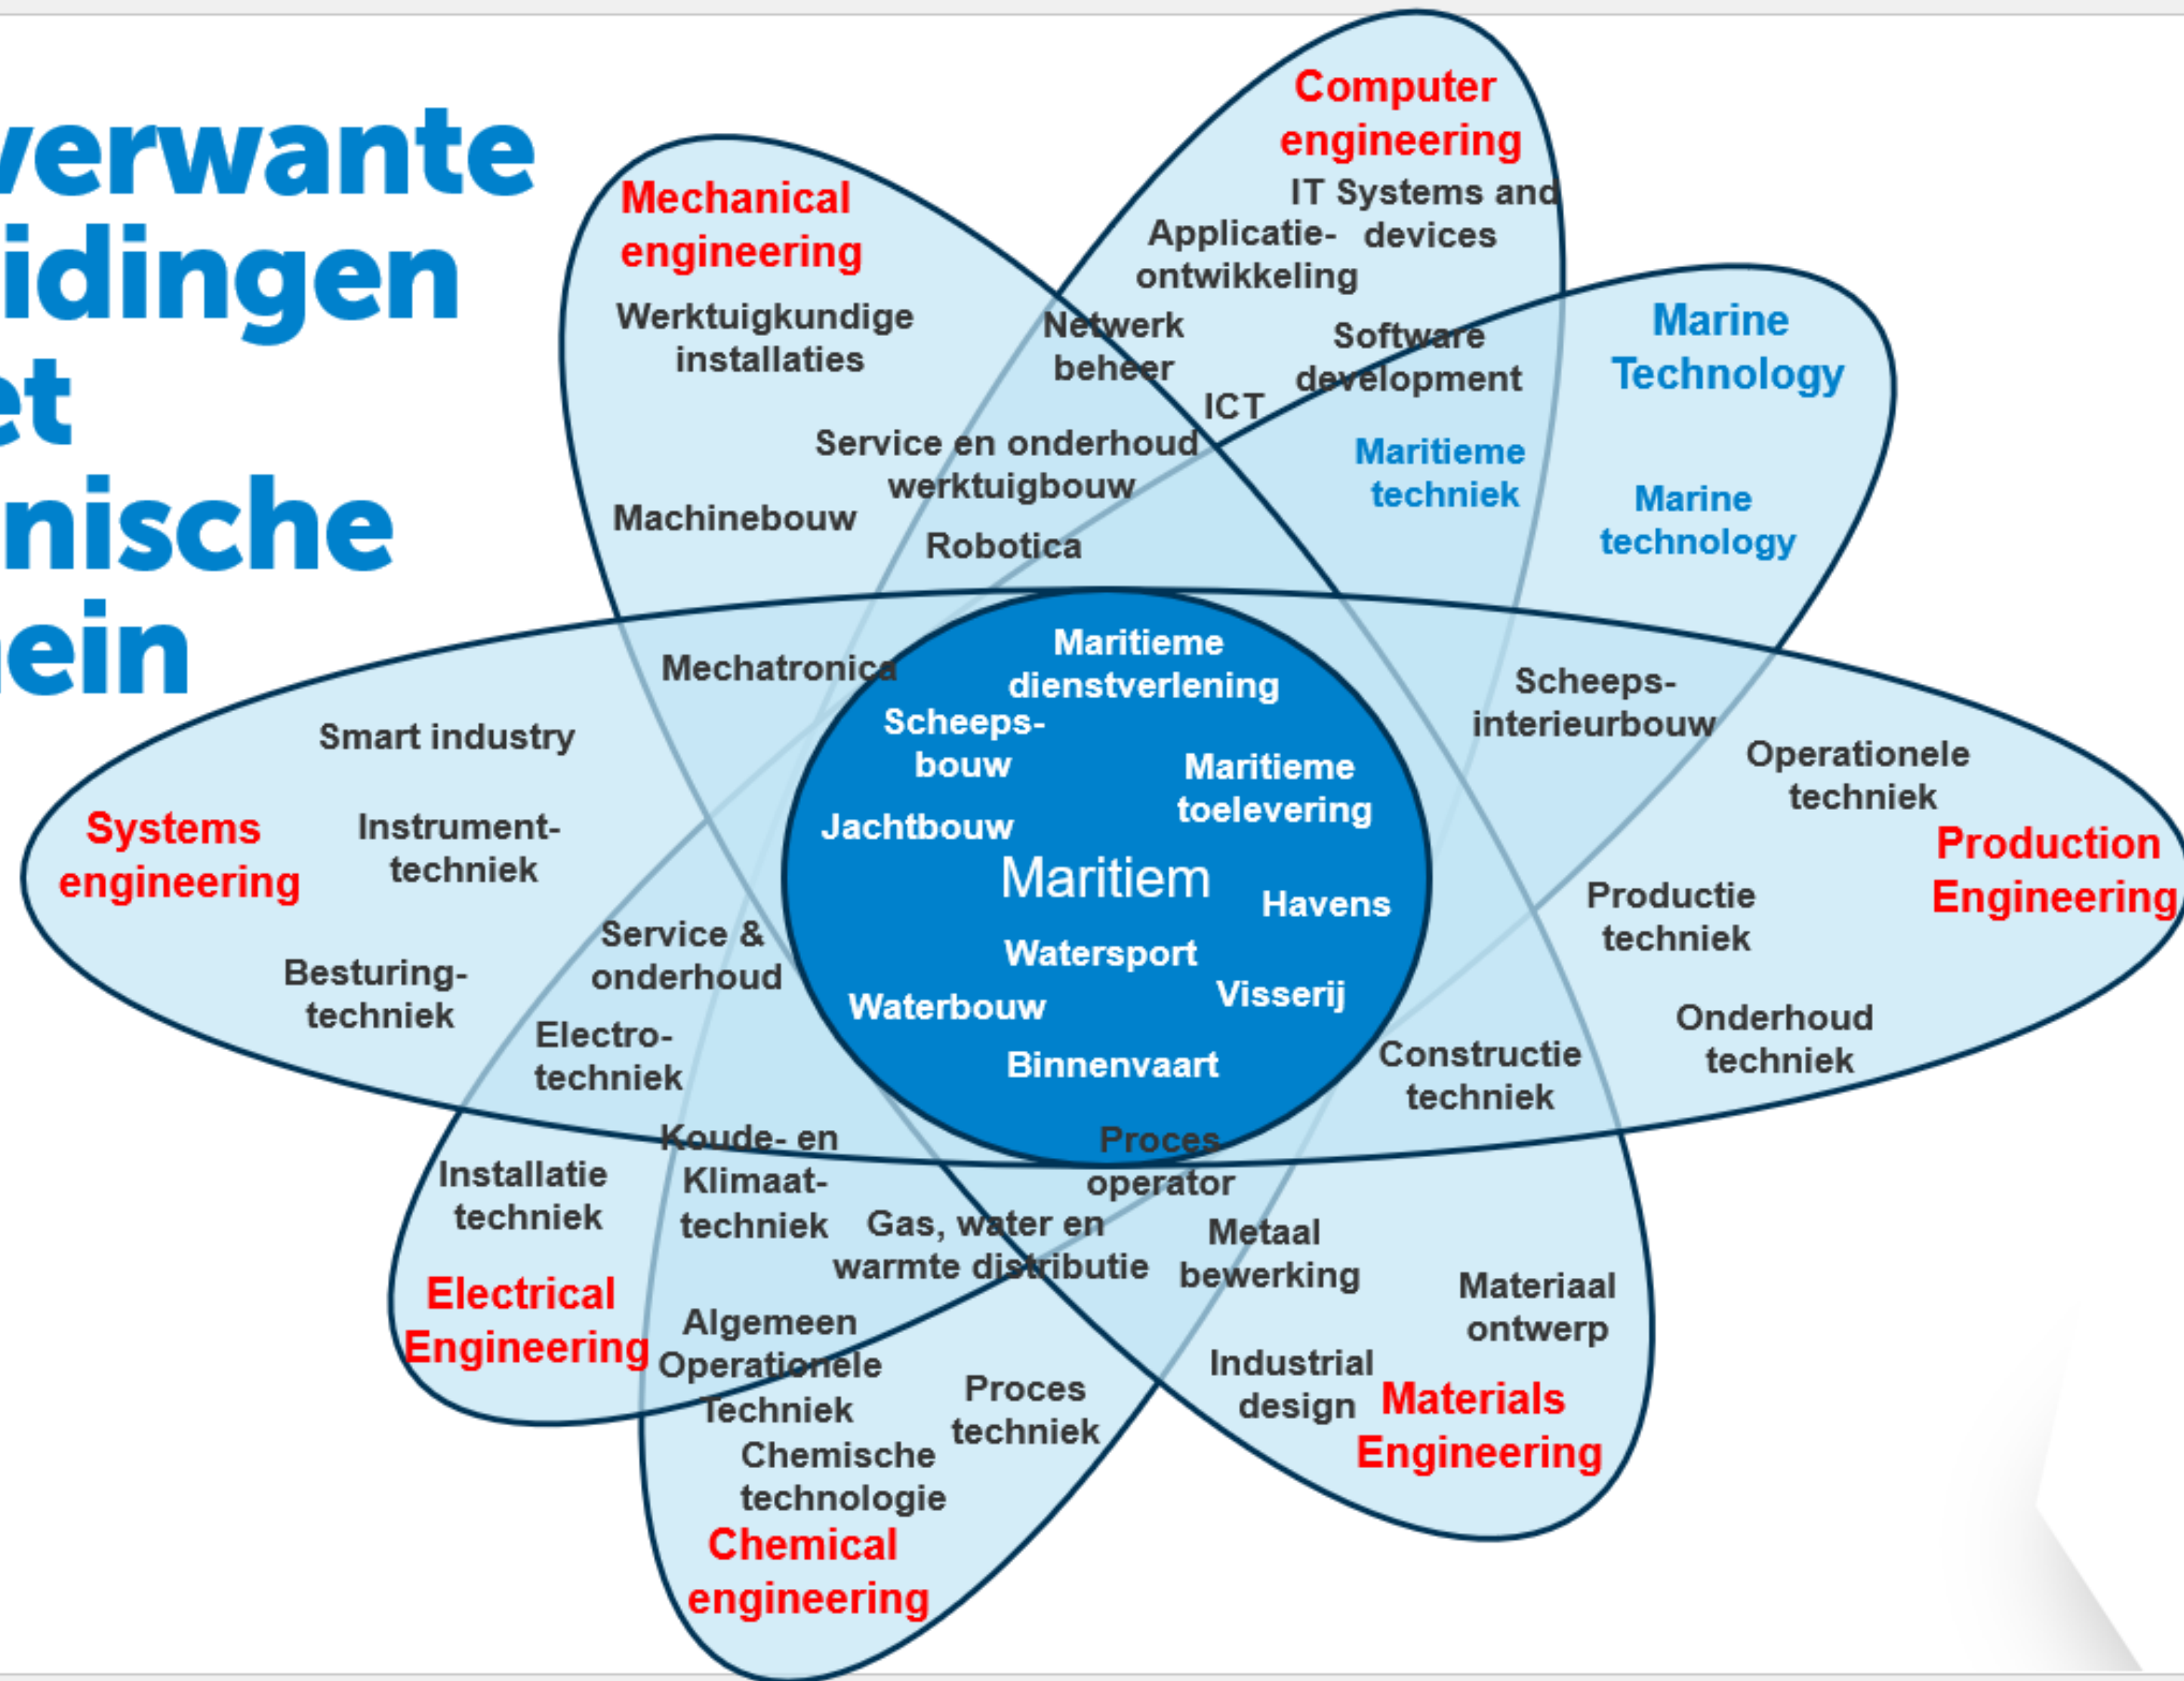 verwante
idingen
et
nische
ein
Computer
engineering
IT Systems and
devices
Applicatie-
ontwikkeling
Netwerk
beheer
Software
development
ICT
Mechanical
engineering
Werktuigkundige
installaties
Service en onderhoud
werktuigbouw
Machinebouw
Robotica
Marine
Technology
Maritieme
techniek
Marine
technology
Mechatronica
Smart industry
Systems
engineering
Instrument-
techniek
Besturing-
techniek
Service &
onderhoud
Electro-
techniek
Maritieme
dienstverlening
Scheeps-
bouw
Maritieme
toelevering
Jachtbouw
Maritiem
Havens
Watersport
Visserij
Waterbouw
Binnenvaart
Scheeps-
interieurbouw
Operationele
techniek
Production
Engineering
Productie
techniek
Onderhoud
techniek
Constructie
techniek
Koude- en
Klimaat-
techniek
Installatie
techniek
Electrical
Engineering
Gas, water en
warmte distributie
Proces
operator
Metaal
bewerking
Materiaal
ontwerp
Industrial
design
Materials
Engineering
Algemeen
Operationele
Techniek
Proces
techniek
Chemische
technologie
Chemical
engineering